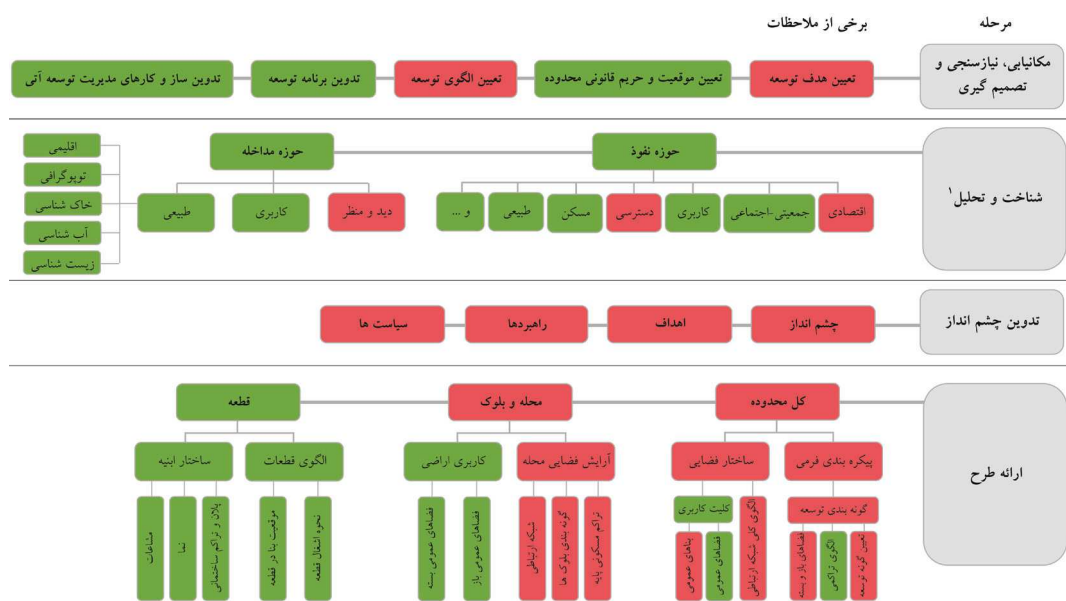 مرحله
برخی از ملاحظات
مکانیابی، نیازسنجی و
تصمیم گیری
تعیین هدف توسعه
تعیین موقعیت و حریم قانونی محدوده
تعیین الگوی توسعه
تدوین برنامه توسعه
تدوین ساز و کارهای مدیریت توسعه آتی
شناخت و تحلیل۱
حوزه نفوذ
حوزه مداخله
اقتصادی
جمعیتی-اجتماعی
کاربری
دسترسی
مسکن
طبیعی
و ...
دید و منظر
کاربری
طبیعی
اقلیمی
توپوگرافی
خاک شناسی
آب شناسی
زیست شناسی
تدوین چشم انداز
چشم انداز
اهداف
راهبردها
سیاست ها
ارائه طرح
کل محدوده
محله و بلوک
قطعه
پیکره بندی فرمی
ساختار فضایی
آرایش فضایی محله
کاربری اراضی
الگوی قطعات
ساختار ابنیه
گونه بندی توسعه
کلیت کاربری
تعیین گونه توسعه
الگوی تراکمی
فضاهای باز و بسته
الگوی کلی شبکه ارتباطی
فضاهای عمومی
بناهای عمومی
تراکم مسکونی پایه
گونه بندی بلوک ها
شبکه ارتباطی
فضاهای عمومی باز
فضاهای عمومی بسته
نحوه اشغال قطعه
موقعیت بنا در قطعه
پلان و تراکم ساختمانی
نما
مشاعات